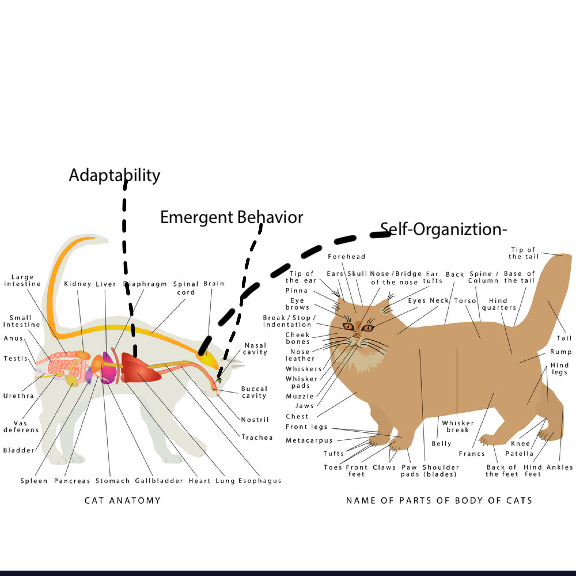 Adaptability
Emergent Behavior
Self-Organiztion-
Large
intestine
Kidney Liver Diaphragm Spinal
cord
Brain
Small
intestine
Anus
Testis
Urethra
Vas
deferens
Bladder
Nasal
cavity
Buccal
cavity
Nostril
Trachea
Spleen Pancreas Stomach Gallbladder Heart Lung Esophagus
CAT ANATOMY
Forehead
Tip of
the tail
Tip of
the ear
Ears Skull Nose/Bridge
of the nose
Ear
tufts
Back Spine /
Column
Base of
the tail
Pinna
Eye
brows
Break / Stop /
Indentation
Cheek
bones
Nose
leather
Whiskers
Whisker
pads
Muzzle
Jaws
Chest
Front legs
Metacarpus
Tufts
Eyes Neck Torso Hind
quarters
Tail
Rump
Hind
legs
Whisker
break
Belly
Francs
Knee
Patella
Toes Front
feet
Claws Paw
pads
Shoulder
(blades)
Back of
the feet
Hind
feet
Ankles
NAME OF PARTS OF BODY OF CATS